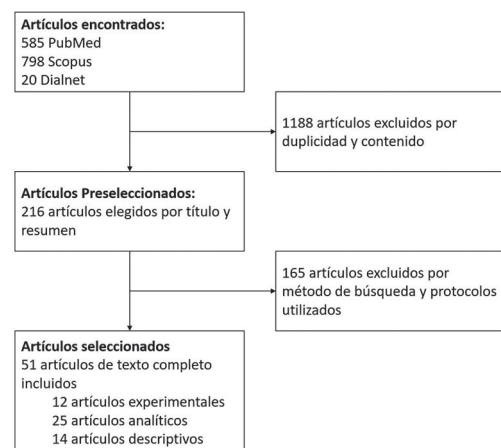 Artículos encontrados:
585 PubMed
798 Scopus
20 Dialnet
1188 artículos excluidos por
duplicidad y contenido
Artículos Preseleccionados:
216 artículos elegidos por título y
resumen
165 artículos excluidos por
método de búsqueda y protocolos
utilizados
Artículos seleccionados
51 artículos de texto completo
incluidos
12 artículos experimentales
25 artículos analíticos
14 artículos descriptivos